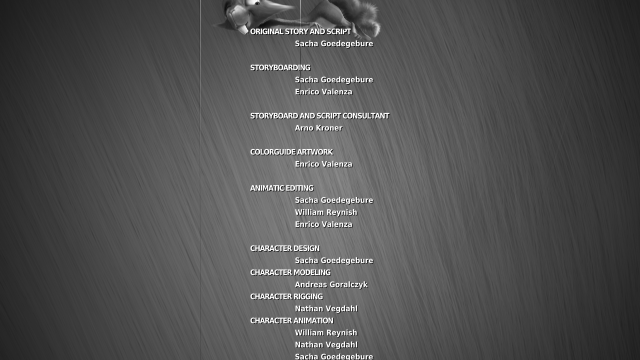 ORIGINAL STORY AND SCRIPT
Sacha Goedegebure
STORYBOARDING
Sacha Goedegebure
Enrico Valenza
STORYBOARD AND SCRIPT CONSULTANT
Arno Kroner
COLORGUIDE ARTWORK
Enrico Valenza
ANIMATIC EDITING
Sacha Goedegebure
William Reynish
Enrico Valenza
CHARACTER DESIGN
Sacha Goedegebure
CHARACTER MODELING
Andreas Goralczyk
CHARACTER RIGGING
Nathan Vegdahl
CHARACTER ANIMATION
William Reynish
Nathan Vegdahl
Sacha Goedegebure